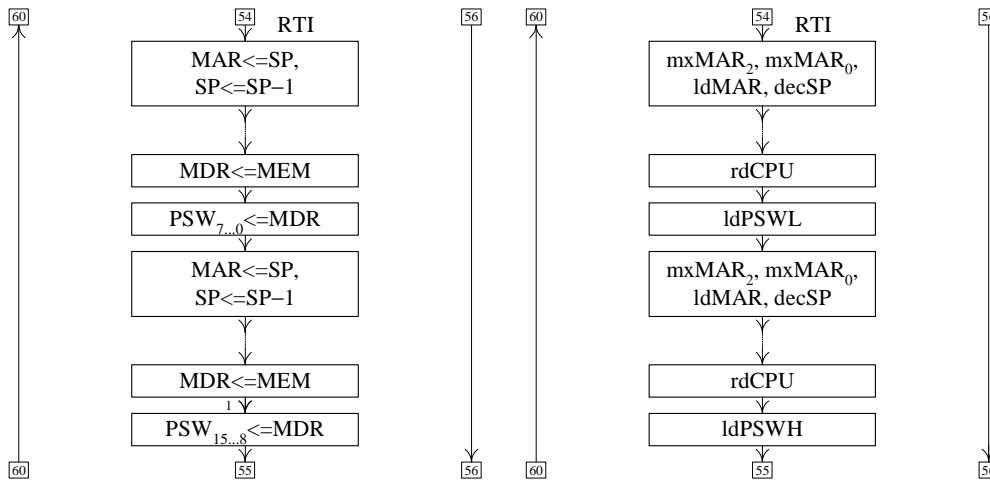 60
54
RTI
56
MAR<=SP,
SP<=SP−1
MDR<=MEM
PSW7...0<=MDR
MAR<=SP,
SP<=SP−1
MDR<=MEM
1
PSW15...8<=MDR
60
55
56
60
54
RTI
mxMAR2, mxMAR0,
ldMAR, decSP
rdCPU
ldPSWL
mxMAR2, mxMAR0,
ldMAR, decSP
rdCPU
ldPSWH
60
55